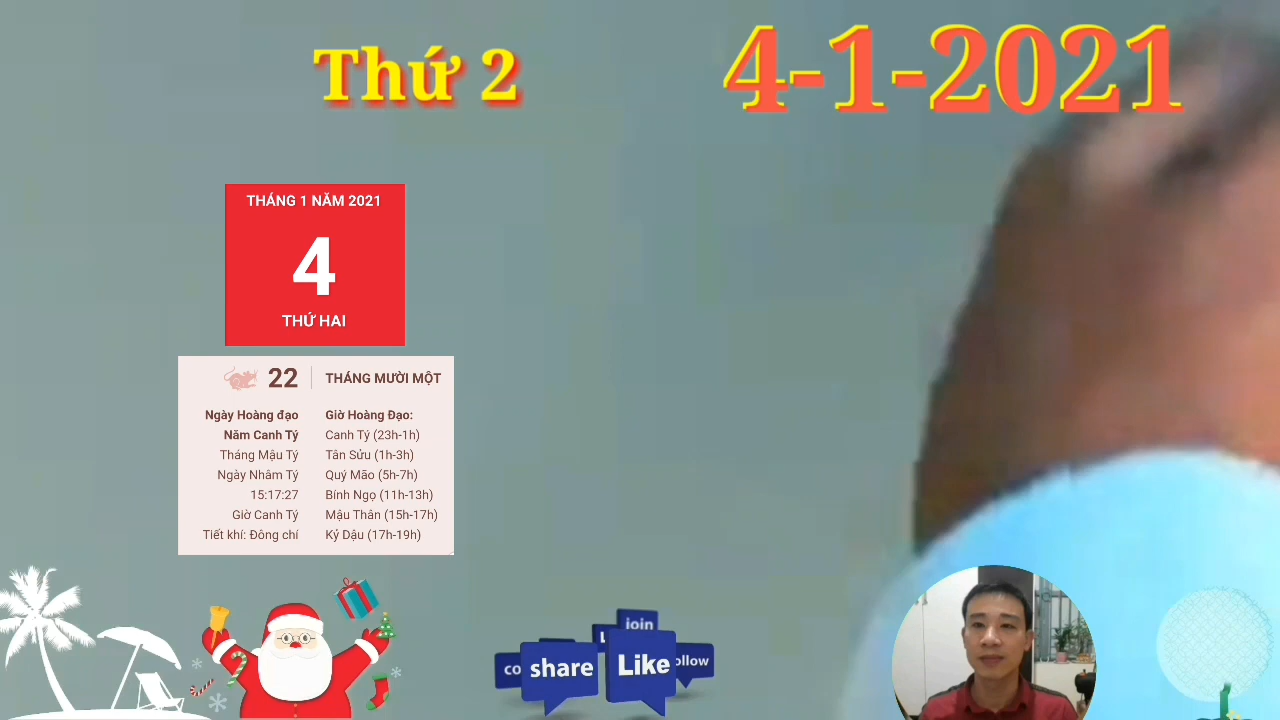 Thứ 2
4-1-2021
THÁNG 1 NĂM 2021
4
THỨ HAI
22
THÁNG MƯỜI MỘT
Ngày Hoàng đạo
Năm Canh Tý
Tháng Mậu Tý
Ngày Nhâm Tý
15:17:27
Giờ Canh Tý
Tiết khí: Đông chí
Giờ Hoàng Đạo:
Canh Tý (23h-1h)
Tân Sửu (1h-3h)
Quý Mão (5h-7h)
Bính Ngọ (11h-13h)
Mậu Thân (15h-17h)
Kỷ Dậu (17h-19h)
join
L
co
share
Like
ollow